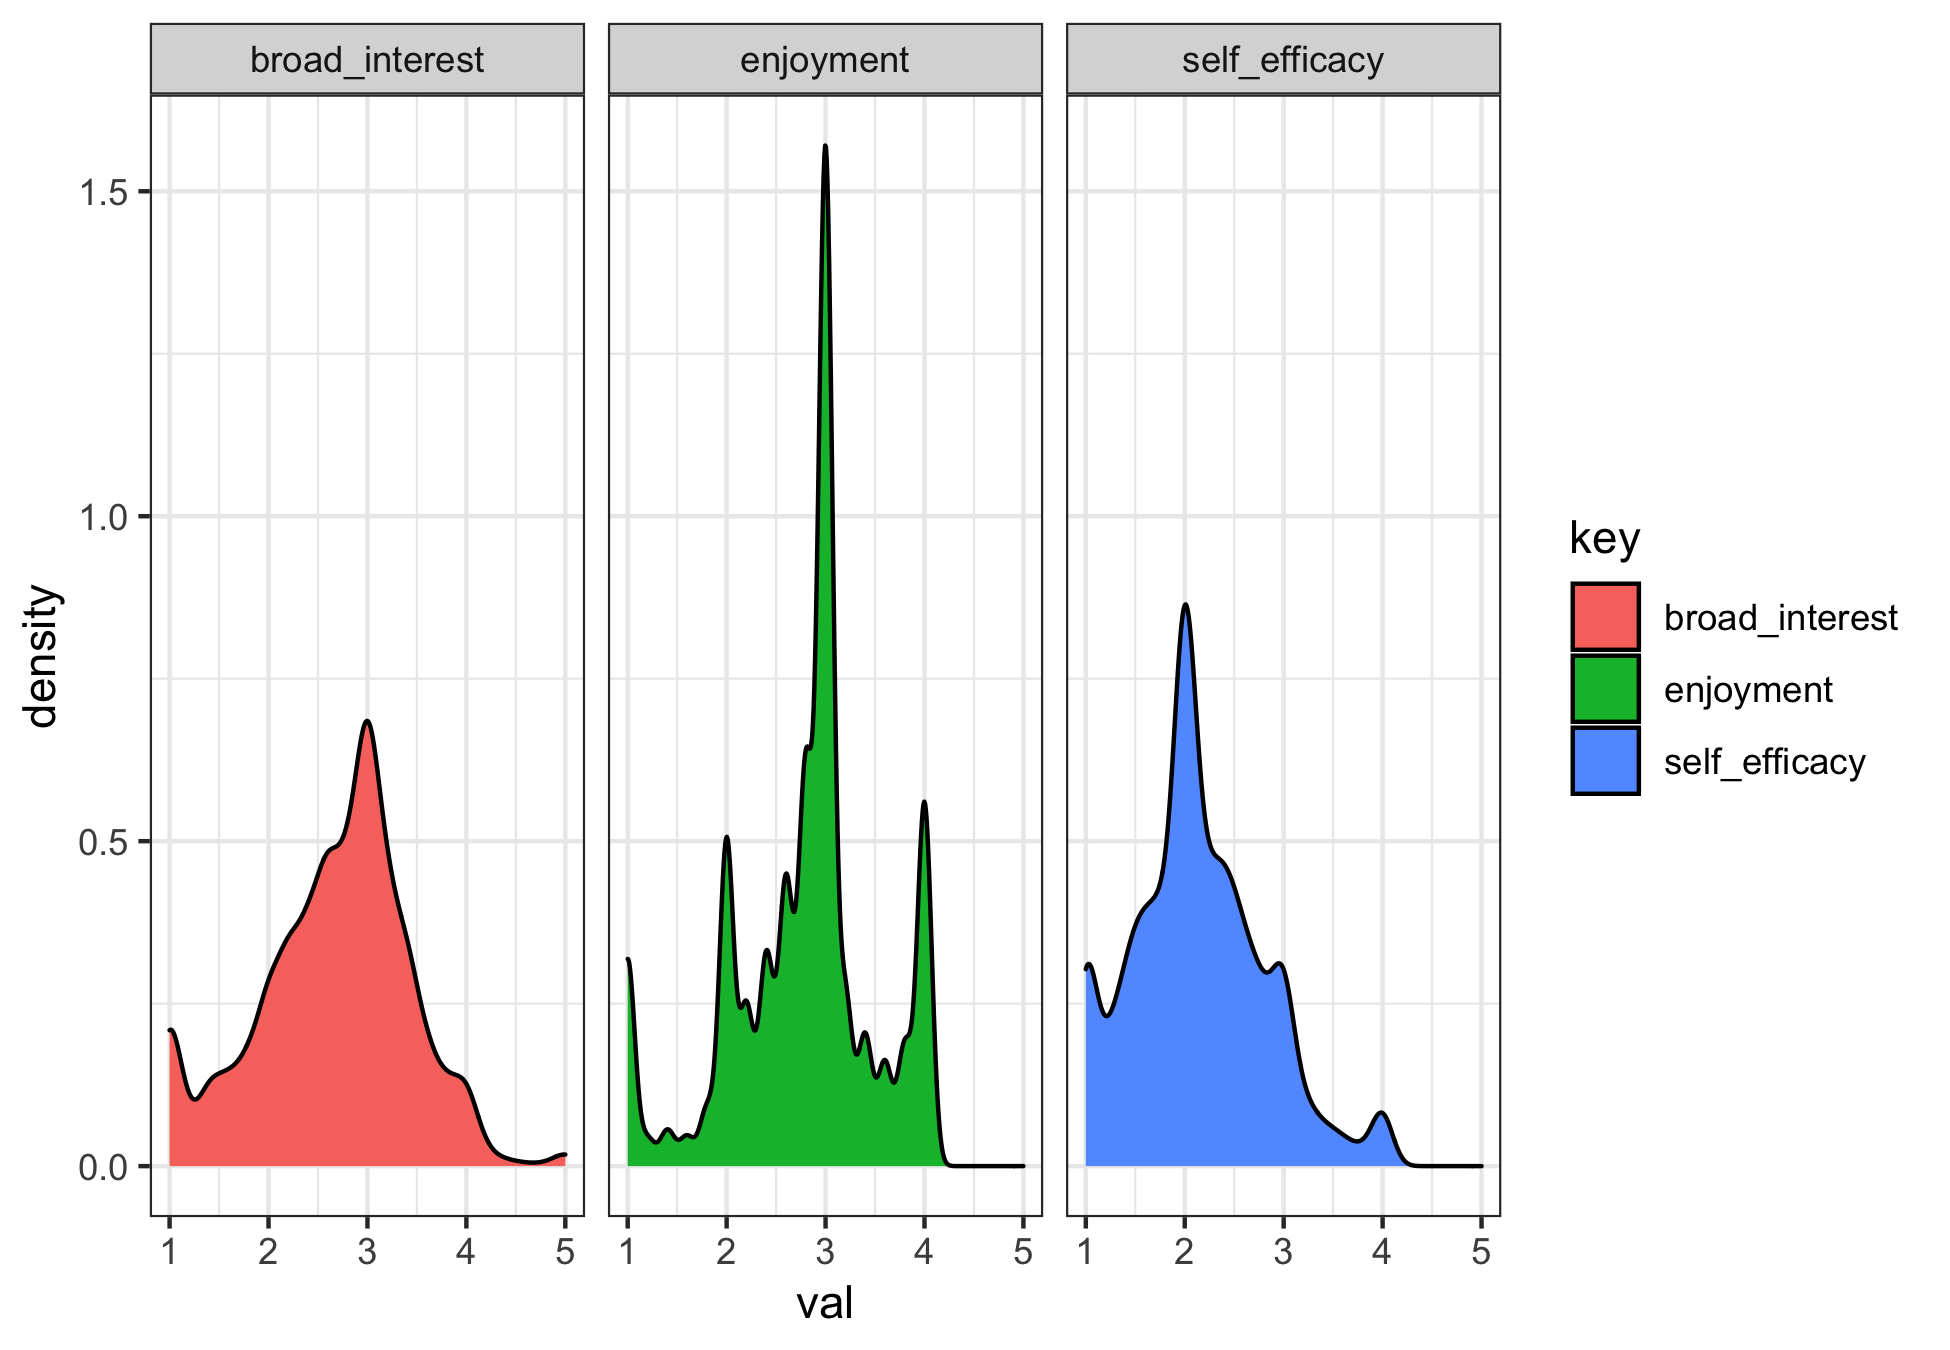 broad_interest enjoyment self_efficacy
1.5
1.0
0.5
0.0
density
1 2 3 4 5 1 2 3 4 5 1 2 3 4 5
val
key
broad_interest
enjoyment
self_efficacy